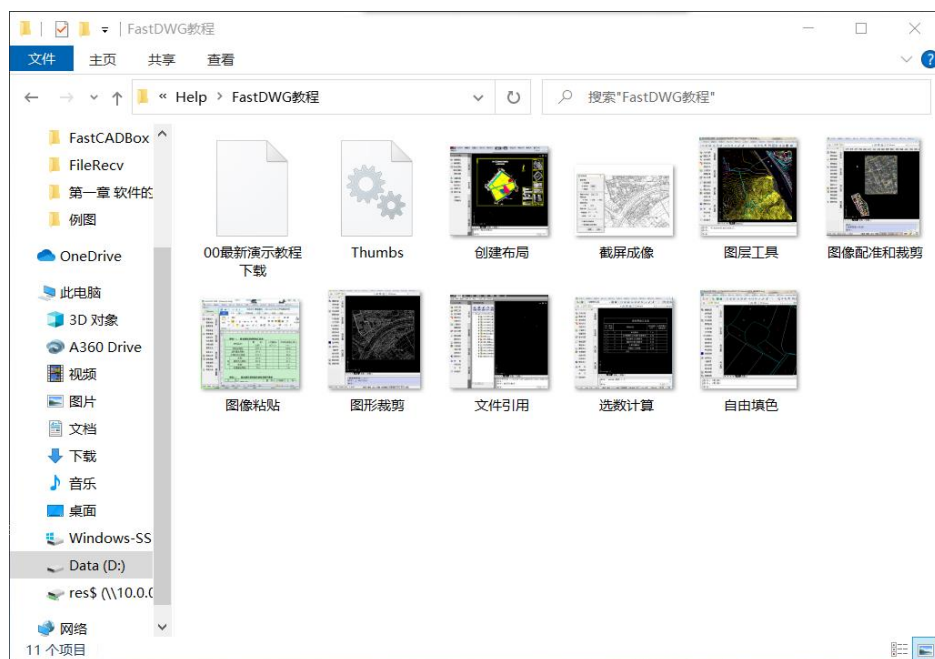 FastDWG教程
文件 主页 共享 查看
« Help › FastDWG教程
搜索"FastDWG教程"
FastCADBox
FileRecv
第一章 软件的
例图
OneDrive
此电脑
3D 对象
A360 Drive
视频
图片
文档
下载
音乐
桌面
Windows-SS
Data (D:)
res$ (\\10.0.0
网络
00最新演示教程
下载
Thumbs
创建布局
截屏成像
图层工具
图像配准和裁剪
图像粘贴
图形裁剪
文件引用
选数计算
自由填色
11 个项目